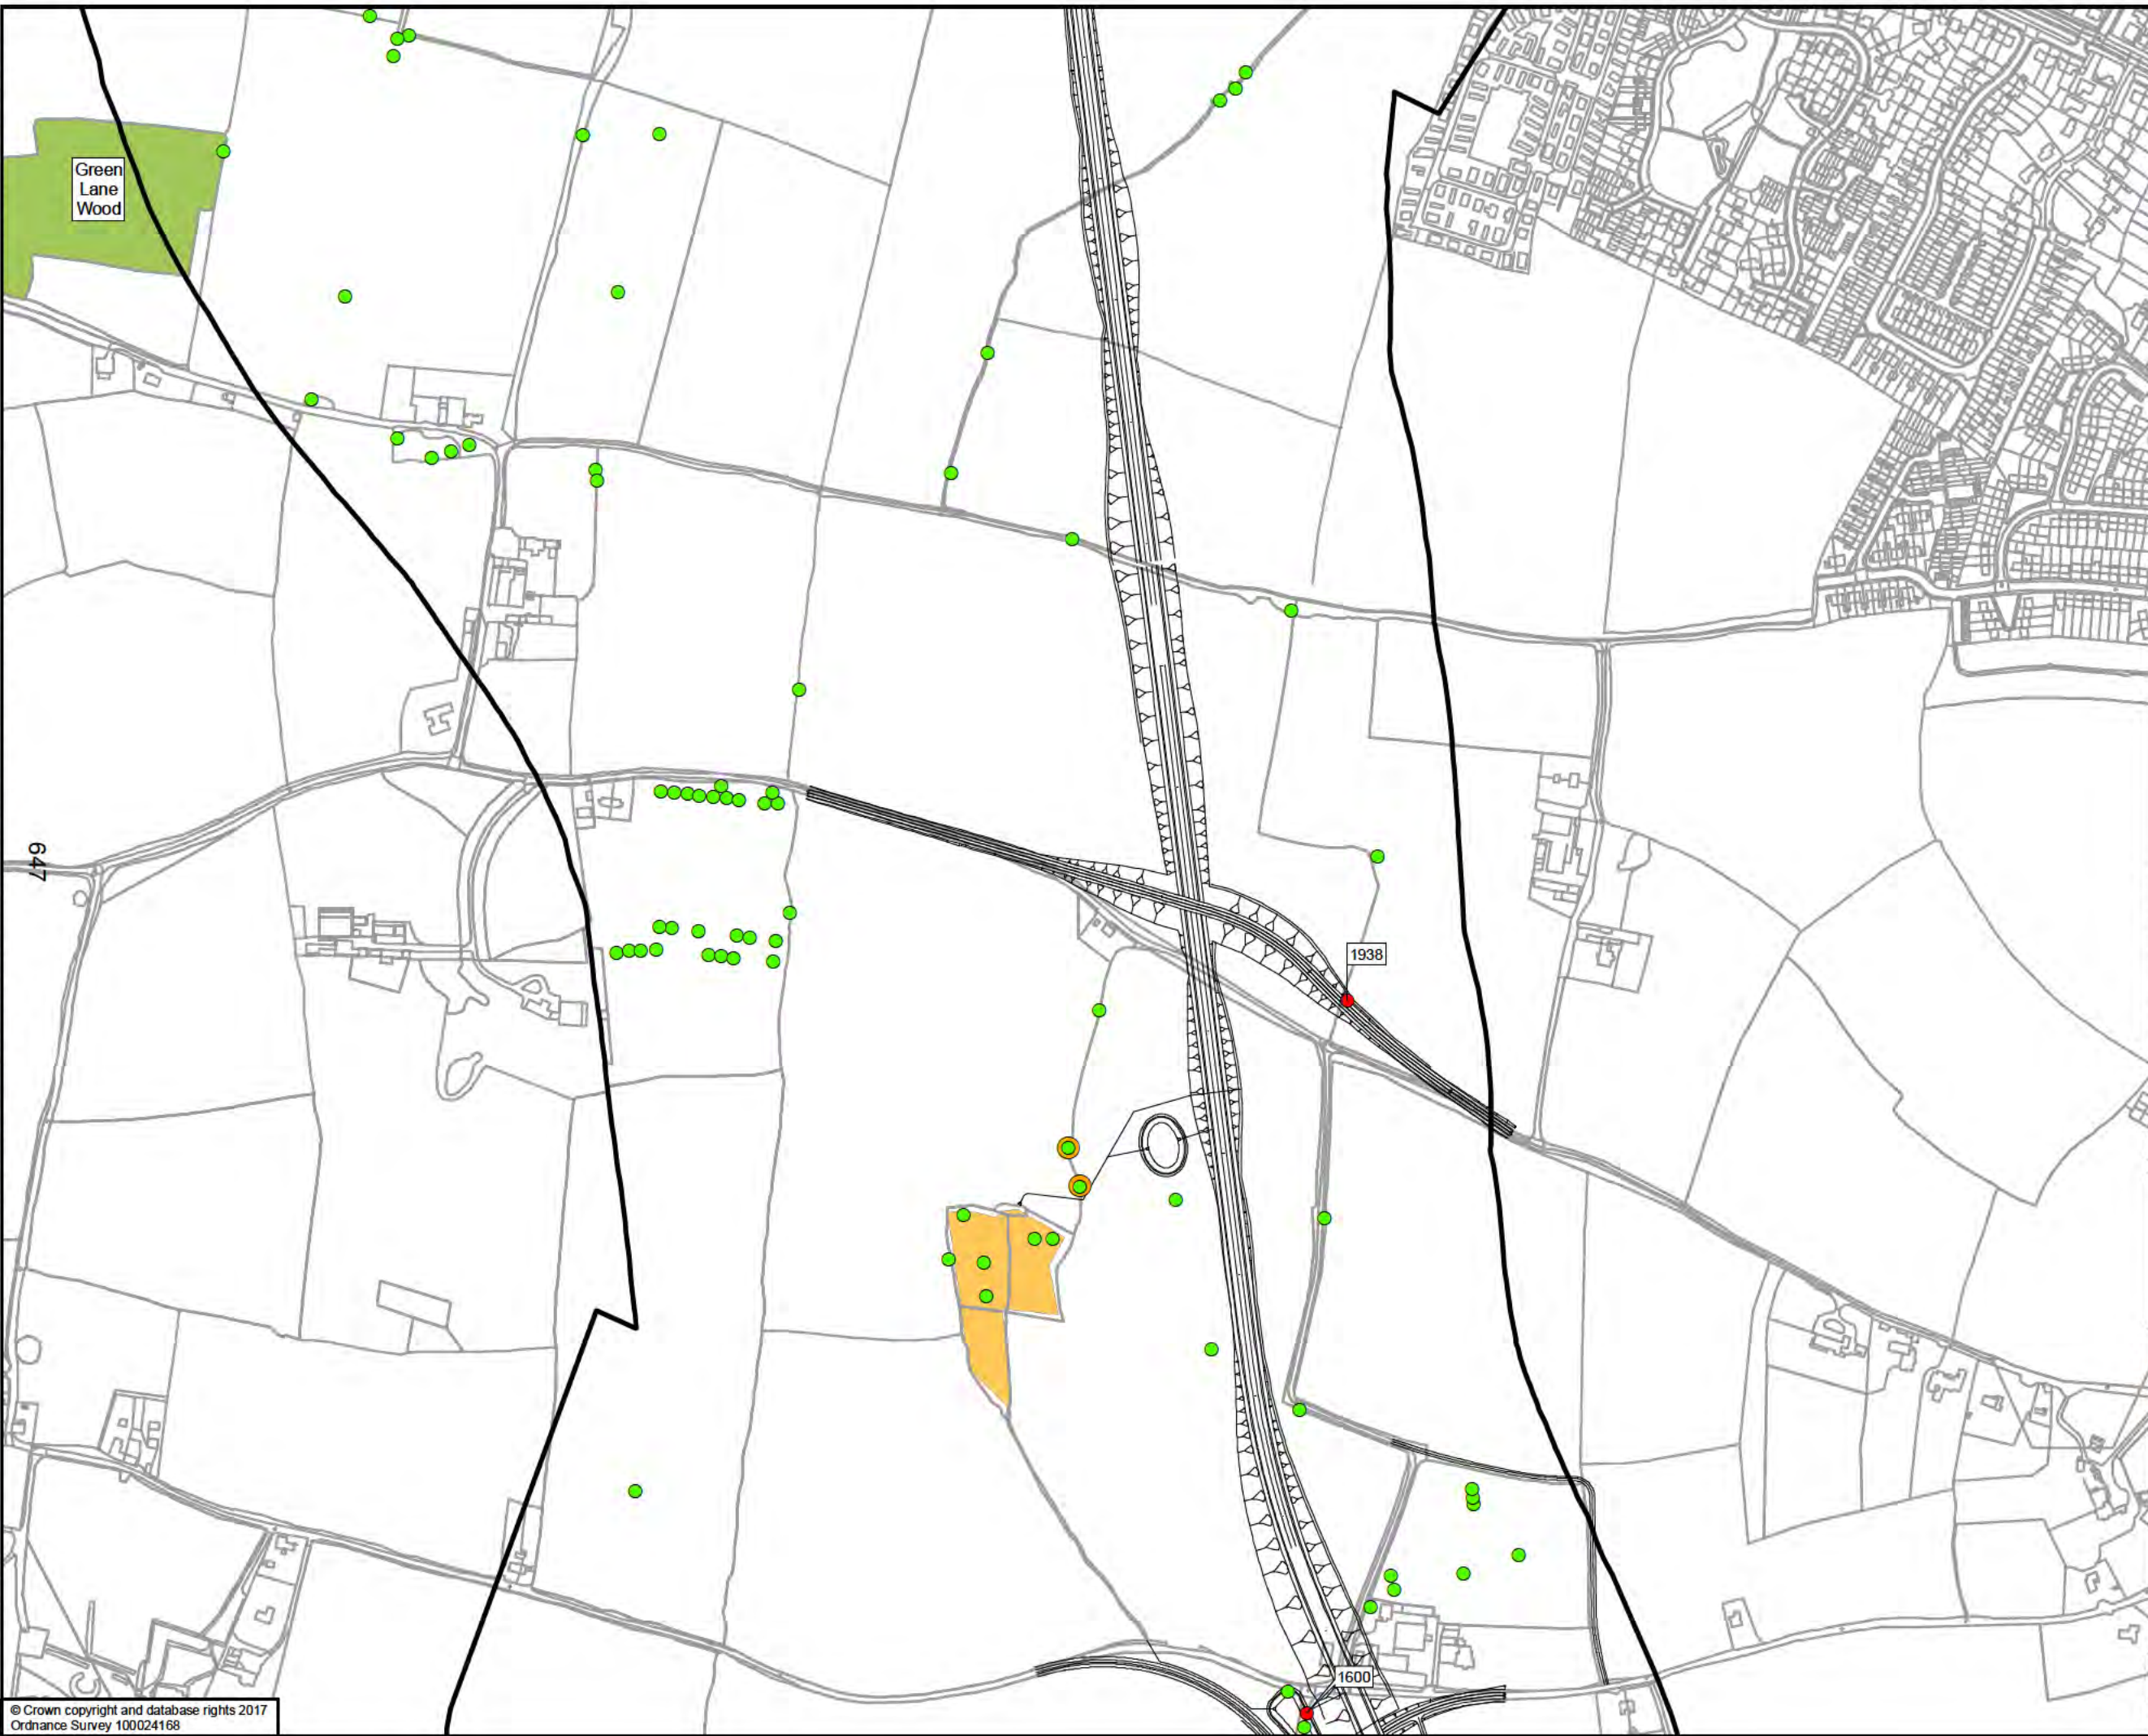 Green
Lane
Wood
647
1938
1600
© Crown copyright and database rights 2017
Ordnance Survey 100024168